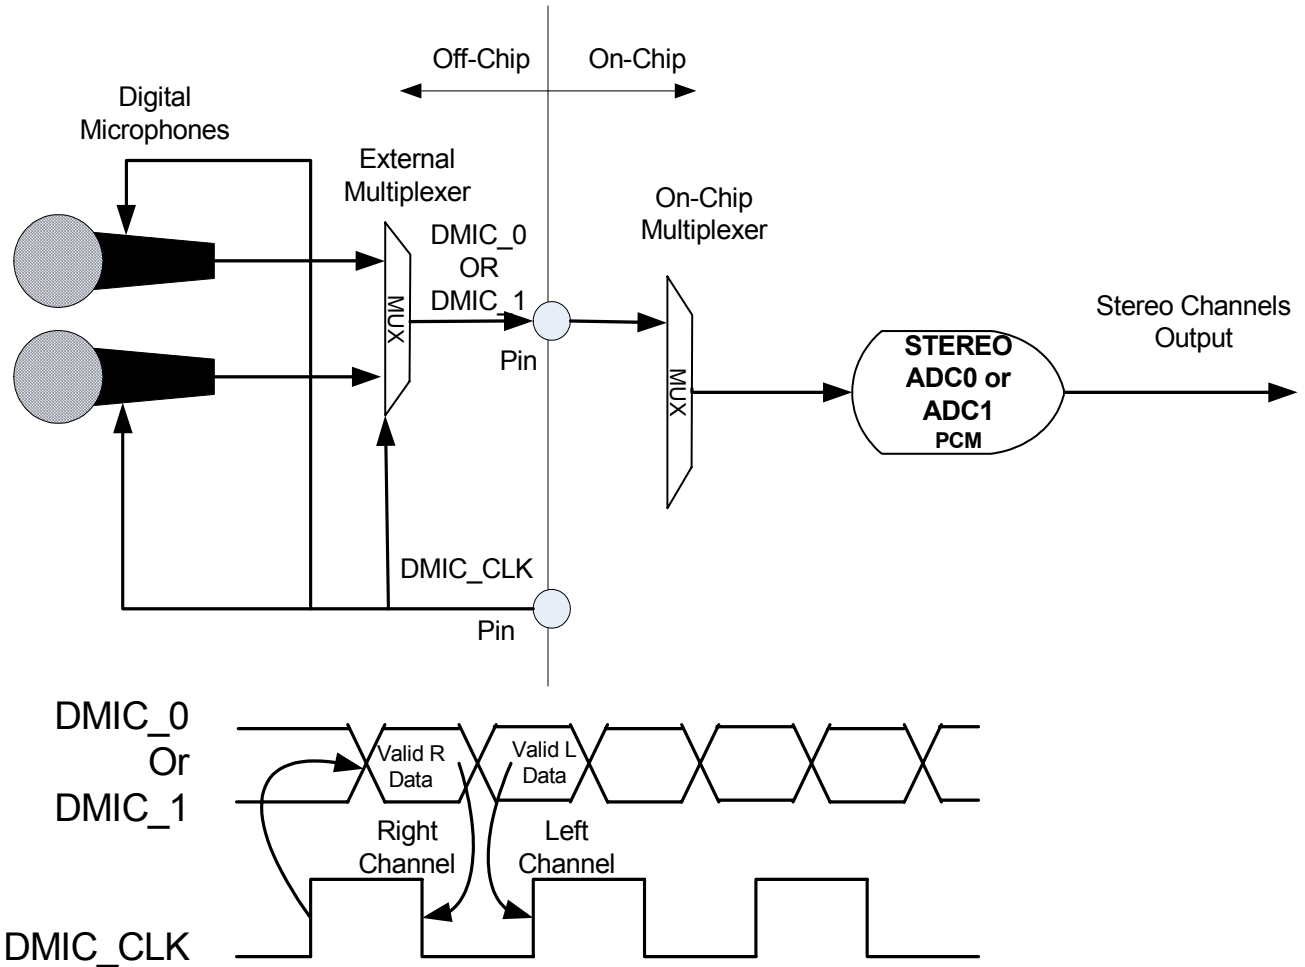 Off-Chip
On-Chip
Digital
Microphones
External
Multiplexer
On-Chip
Multiplexer
DMIC_0
OR
DMIC_1
MUX
Pin
MUX
STEREO
ADC0 or
ADC1
PCM
Stereo Channels
Output
DMIC_CLK
Pin
DMIC_0
Or
DMIC_1
Valid R
Data
Valid L
Data
Right
Channel
Left
Channel
DMIC_CLK